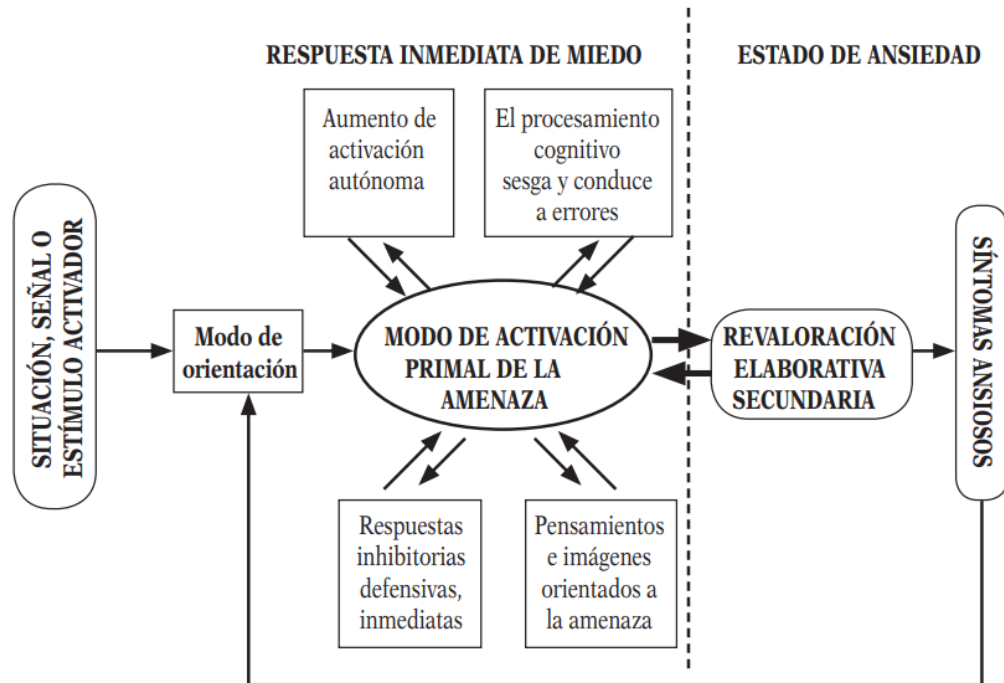 RESPUESTA INMEDIATA DE MIEDO
ESTADO DE ANSIEDAD
Aumento de
activación
autónoma
El procesamiento
cognitivo
sesga y conduce
a errores
SITUACIÓN, SEÑAL O
ESTÍMULO ACTIVADOR
Modo de
orientación
MODO DE ACTIVACIÓN
PRIMAL DE LA
AMENAZA
REVALORACIÓN
ELABORATIVA
SECUNDARIA
SÍNTOMAS ANSIOSOS
Respuestas
inhibitorias
defensivas,
inmediatas
Pensamientos
e imágenes
orientados a
la amenaza